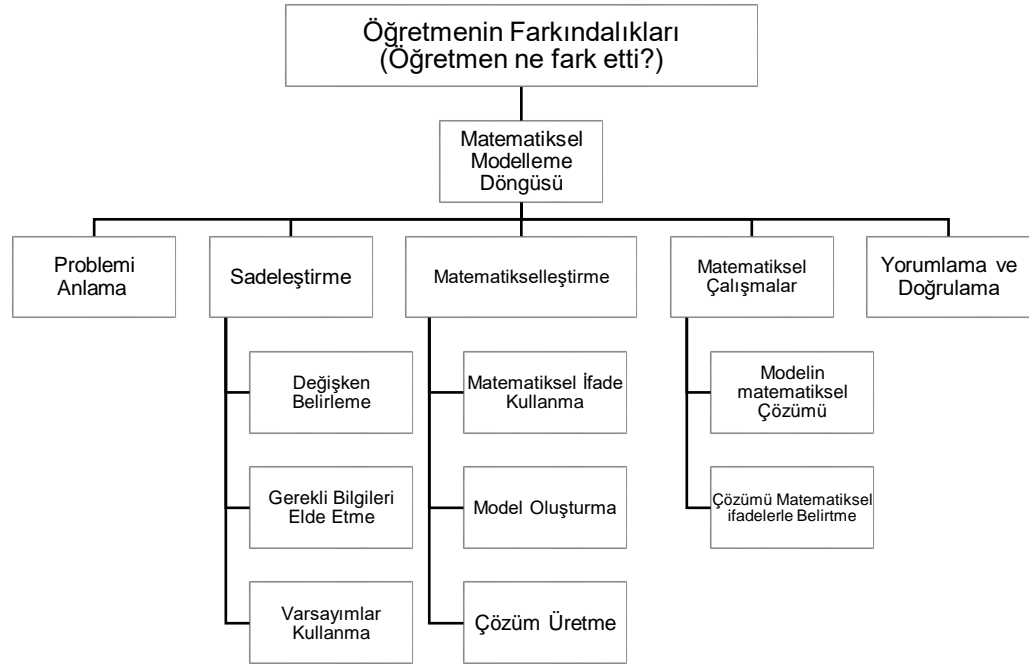 Öğretmenin Farkındalıkları
(Öğretmen ne fark etti?)
Matematiksel
Modelleme
Döngüsü
Problemi
Anlama
Sadeleştirme
Matematikselleştirme
Matematiksel
Çalışmalar
Yorumlama ve
Doğrulama
Değişken
Belirleme
Gerekli Bilgileri
Elde Etme
Varsayımlar
Kullanma
Matematiksel İfade
Kullanma
Model Oluşturma
Çözüm Üretme
Modelin
matematiksel
Çözümü
Çözümü Matematiksel
ifadelerle Belirtme